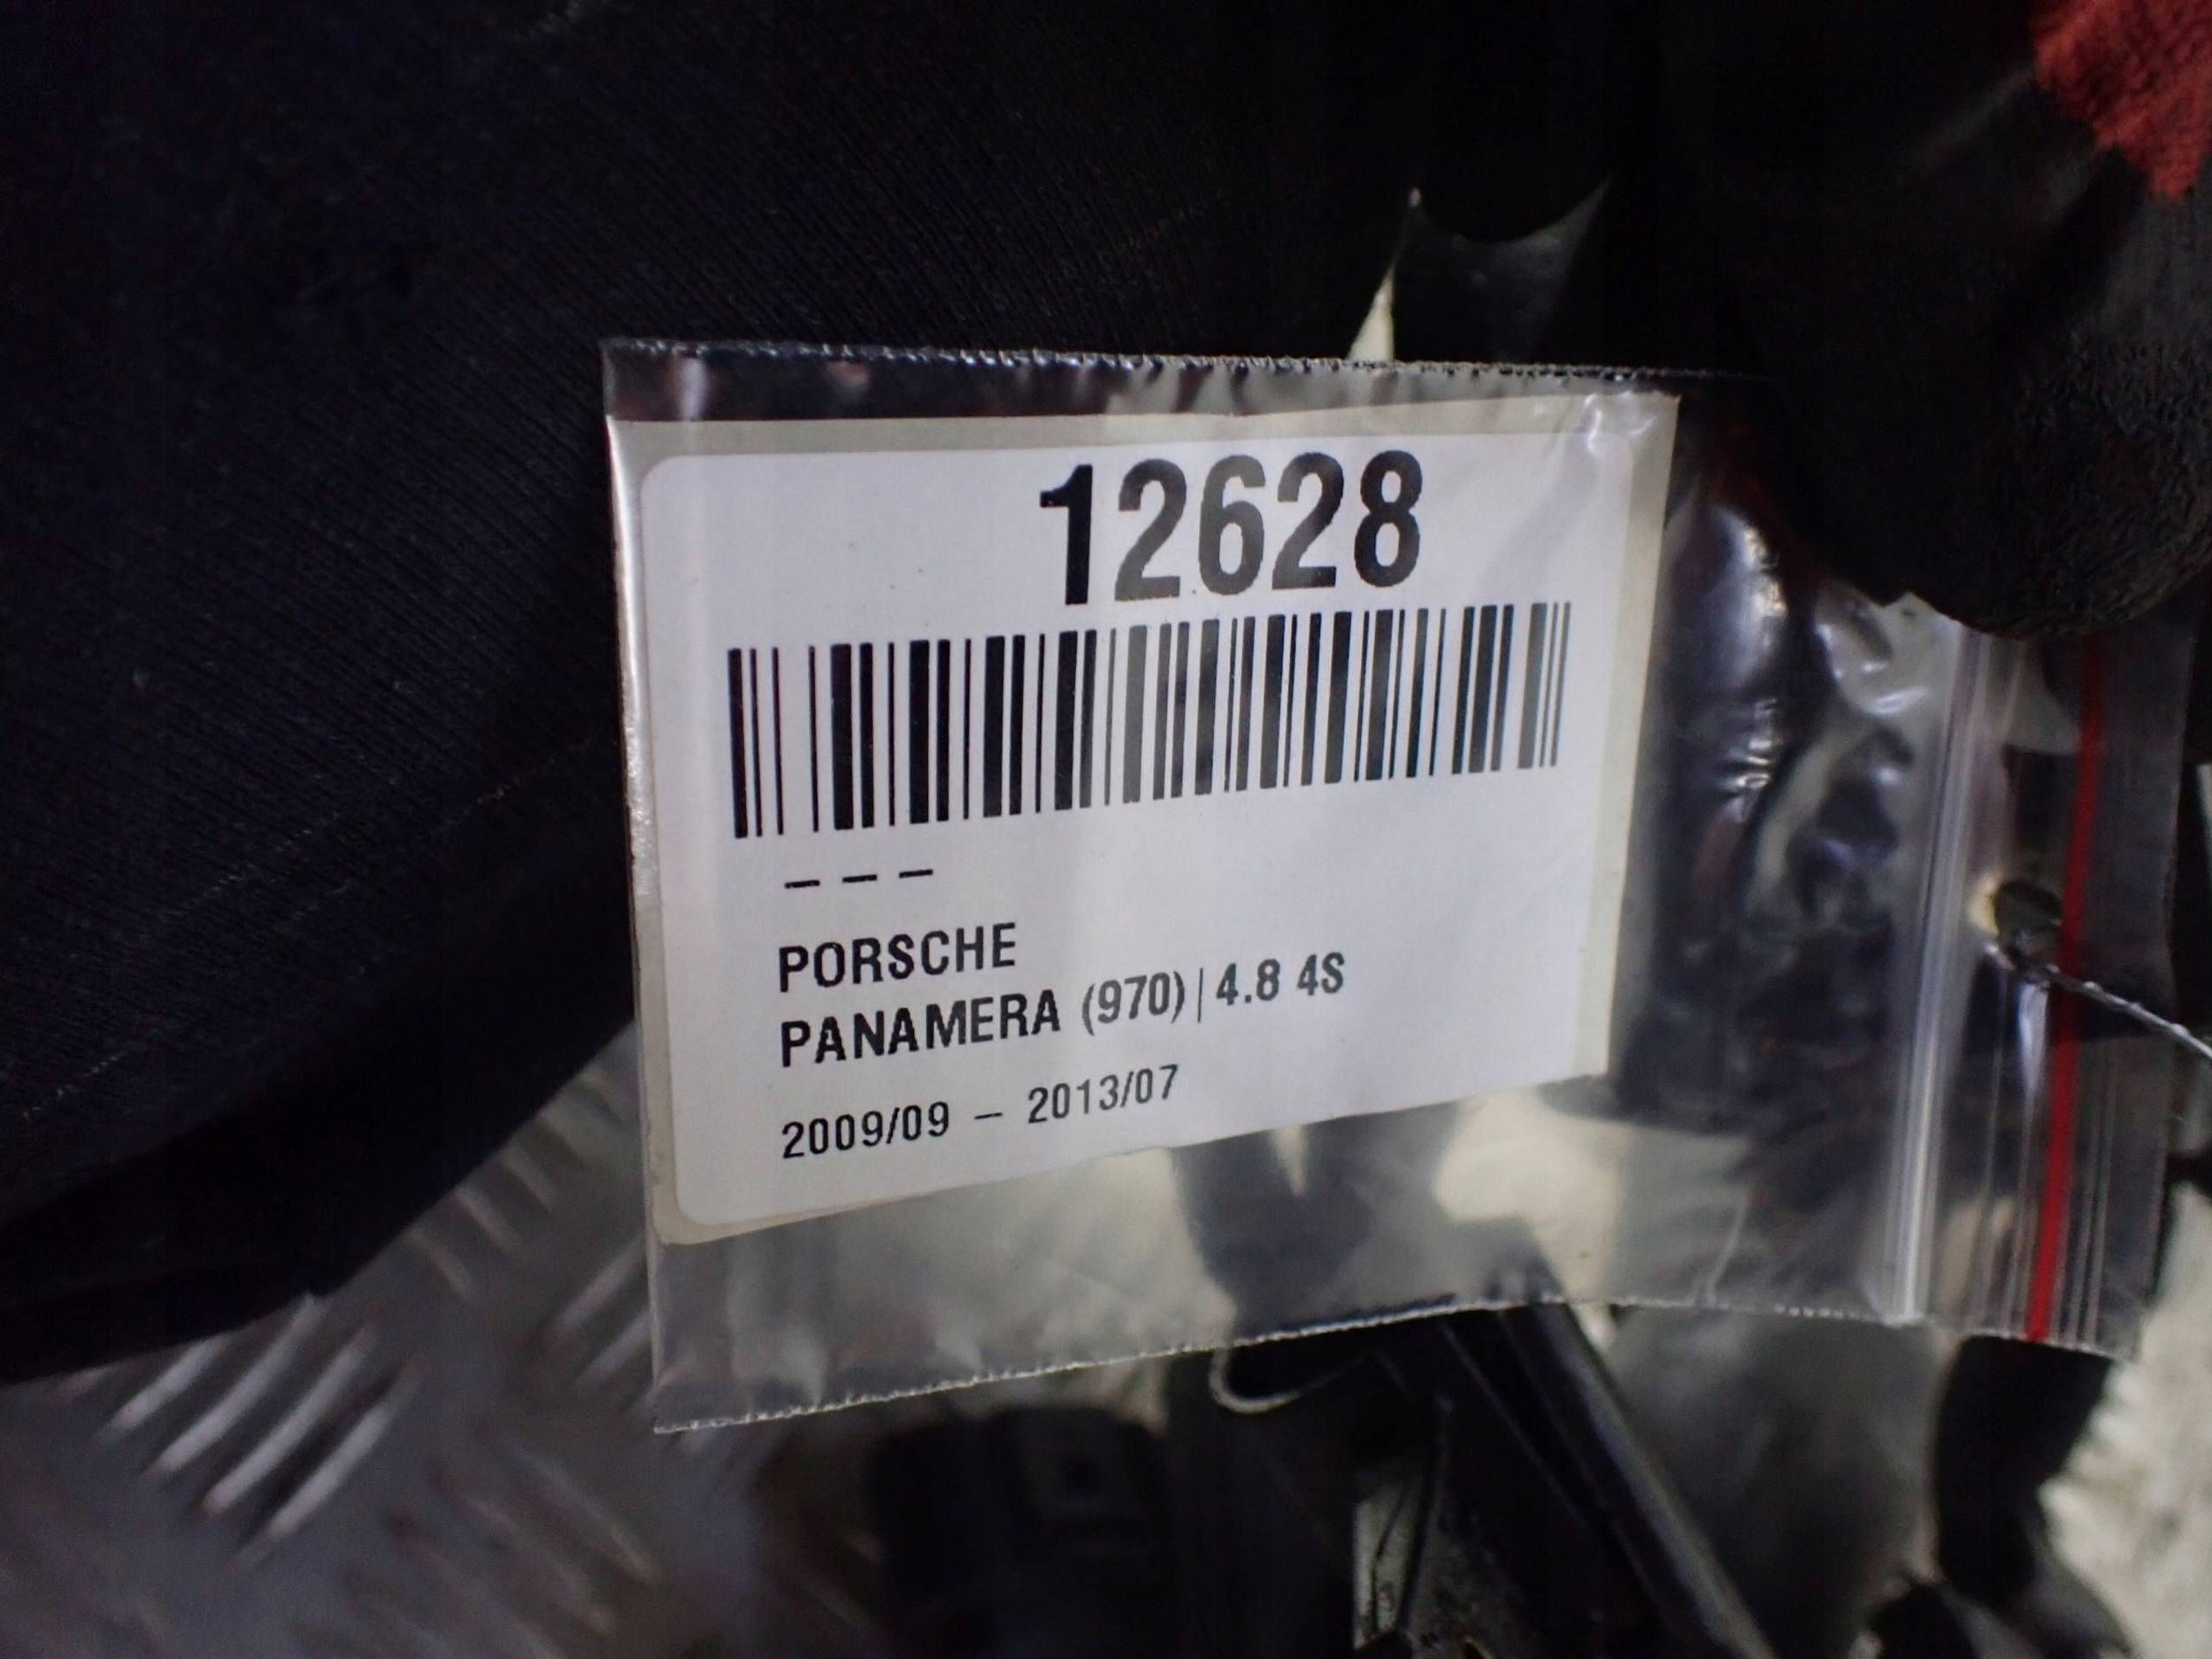 12628
– – –
PORSCHE
PANAMERA (970)|4.8 4S
2009/09 – 2013/07